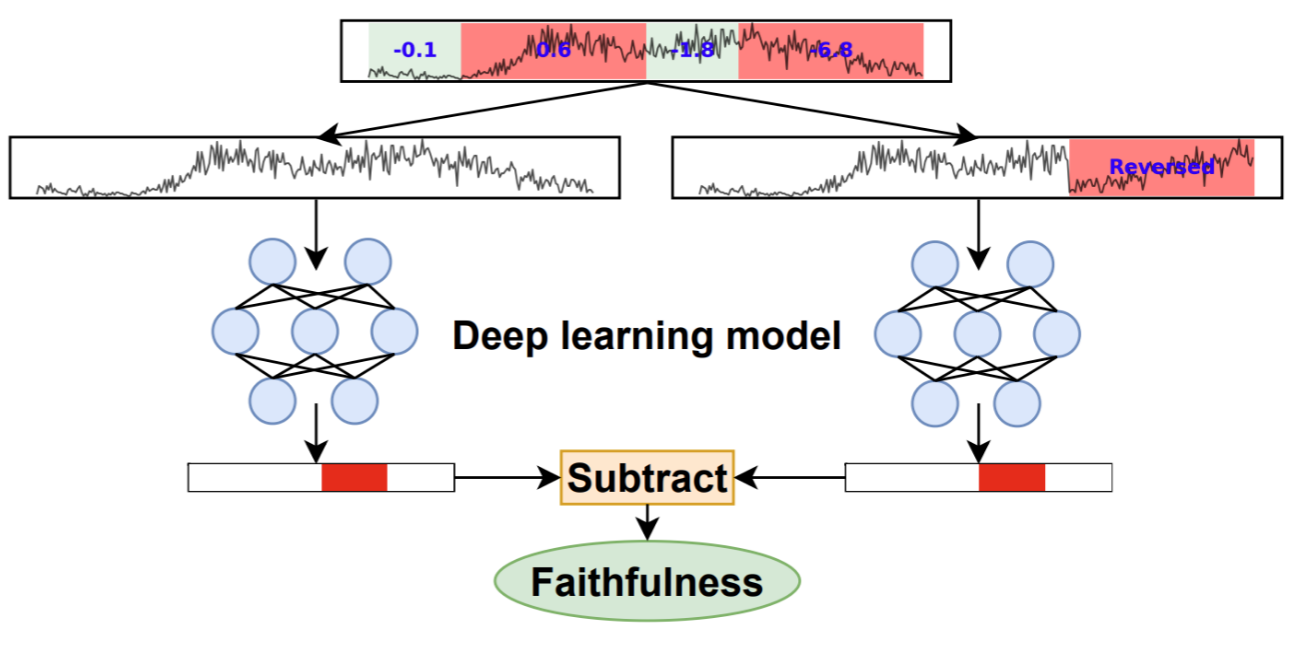 -0.1 0.6 -1.8 -6.8
Reversed
Deep learning model
Subtract
Faithfulness